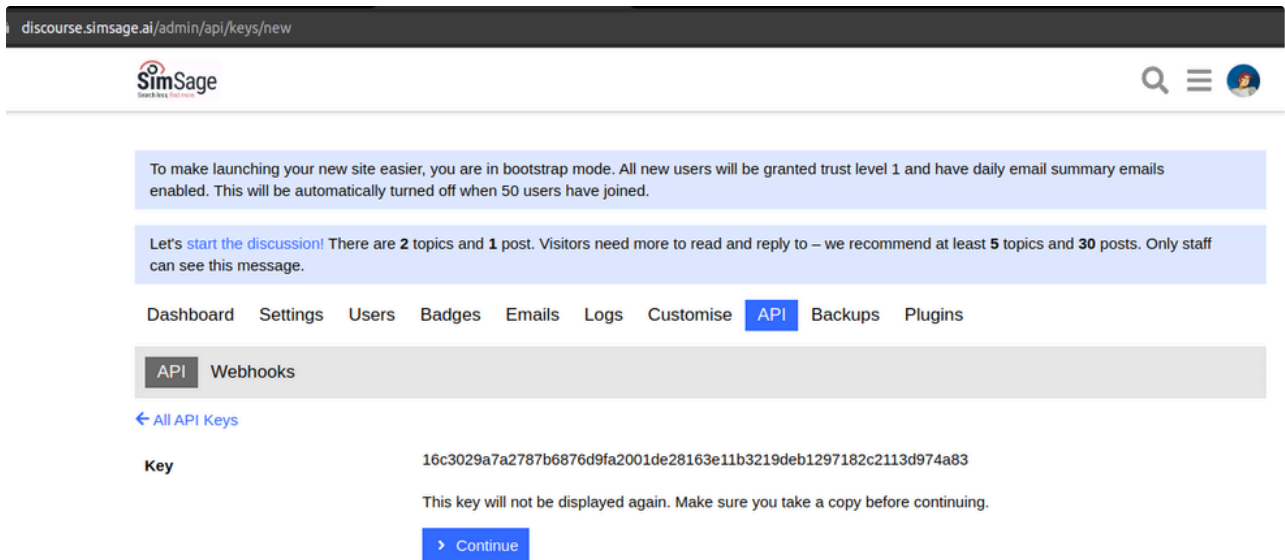 discourse.simsage.ai/admin/api/keys/new
SimSage
Search less, find more
To make launching your new site easier, you are in bootstrap mode. All new users will be granted trust level 1 and have daily email summary emails
enabled. This will be automatically turned off when 50 users have joined.
Let's start the discussion! There are 2 topics and 1 post. Visitors need more to read and reply to – we recommend at least 5 topics and 30 posts. Only staff
can see this message.
Dashboard Settings Users Badges Emails Logs Customise API Backups Plugins
API Webhooks
All API Keys
Key 16c3029a7a2787b6876d9fa2001de28163e11b3219deb1297182c2113d974a83
This key will not be displayed again. Make sure you take a copy before continuing.
Continue